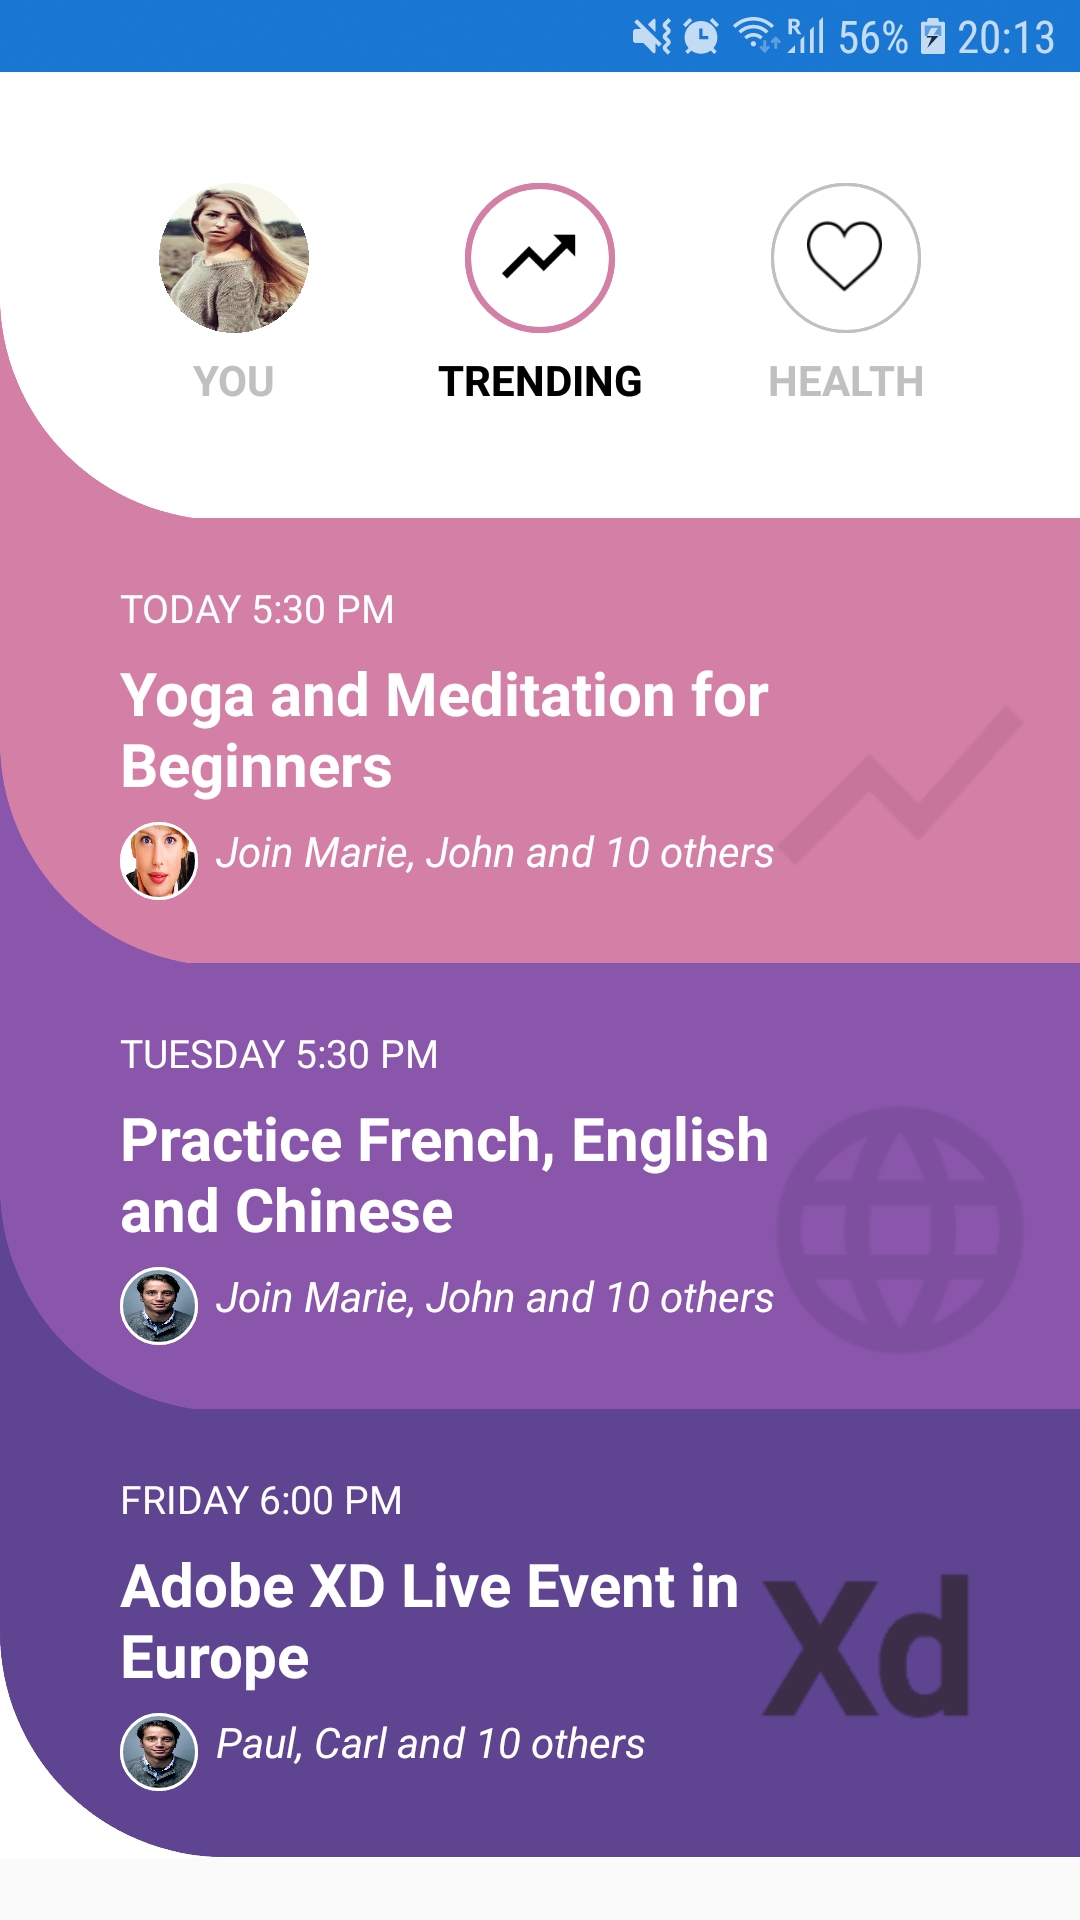 R 56% 20:13
YOU TRENDING HEALTH
TODAY 5:30 PM
Yoga and Meditation for
Beginners
Join Marie, John and 10 others
TUESDAY 5:30 PM
Practice French, English
and Chinese
Join Marie, John and 10 others
FRIDAY 6:00 PM
Adobe XD Live Event in
Europe
Xd
Paul, Carl and 10 others